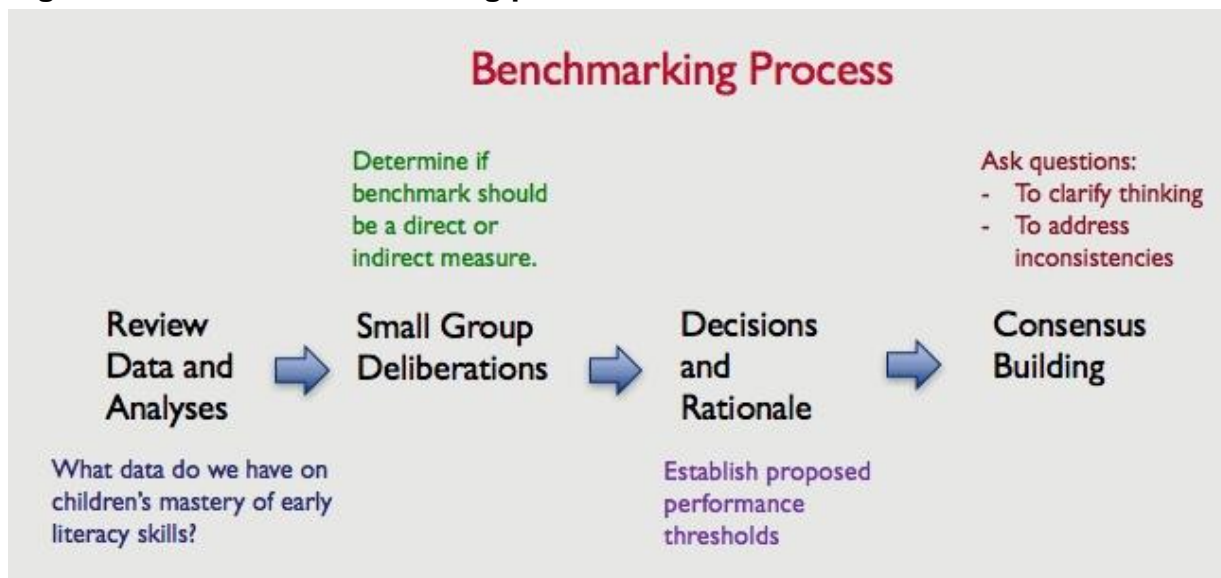 Benchmarking Process
Determine if
benchmark should
be a direct or
indirect measure.
Ask questions:
- To clarify thinking
- To address
inconsistencies
Review
Data and
Analyses
Small Group
Deliberations
Decisions
and
Rationale
Consensus
Building
What data do we have on
children's mastery of early
literacy skills?
Establish proposed
performance
thresholds